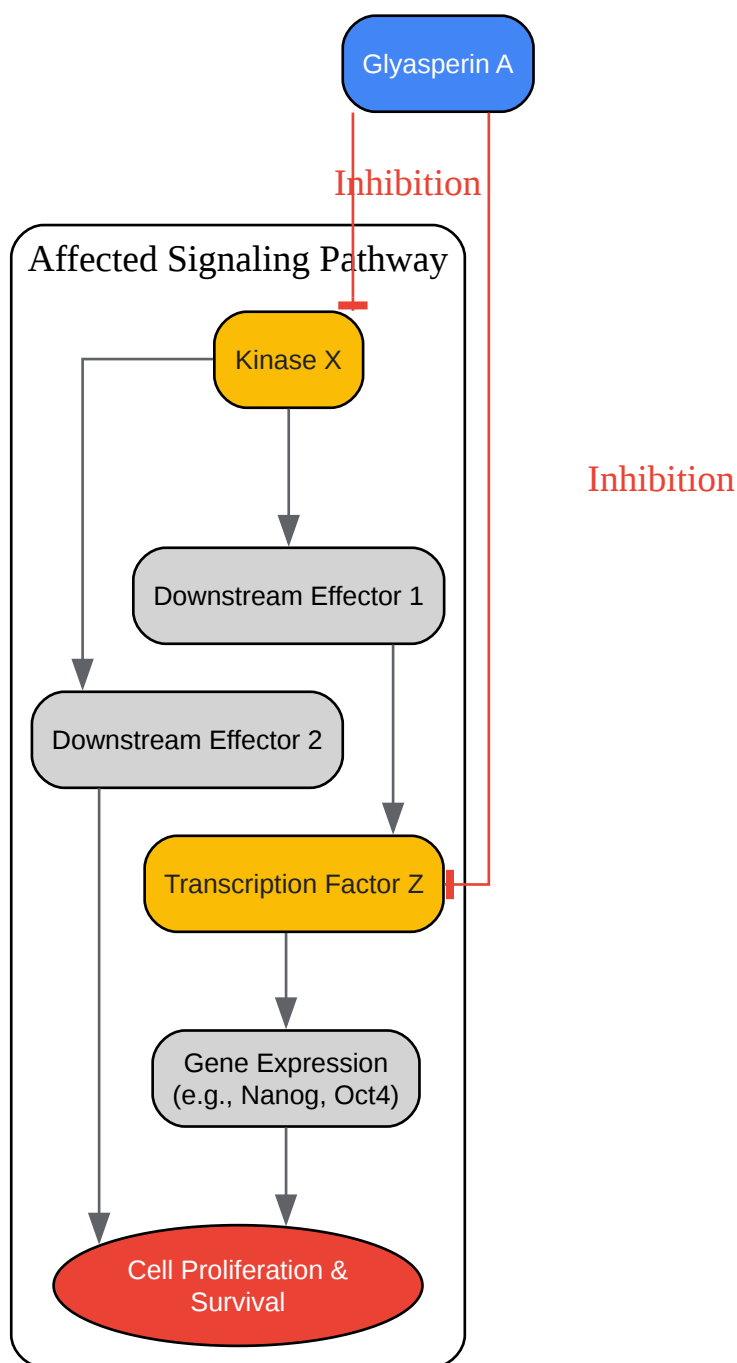 Glyasperin A
Inhibition
Affected Signaling Pathway
Kinase X
Inhibition
Downstream Effector 1
Downstream Effector 2
Transcription Factor Z
Gene Expression
(e.g., Nanog, Oct4)
Cell Proliferation &
Survival